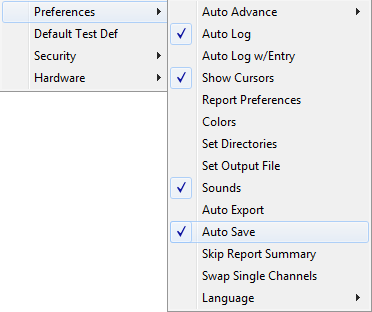 Preferences
Default Test Def
Security
Hardware
Auto Advance
Auto Log
Auto Log w/Entry
Show Cursors
Report Preferences
Colors
Set Directories
Set Output File
Sounds
Auto Export
Auto Save
Skip Report Summary
Swap Single Channels
Language